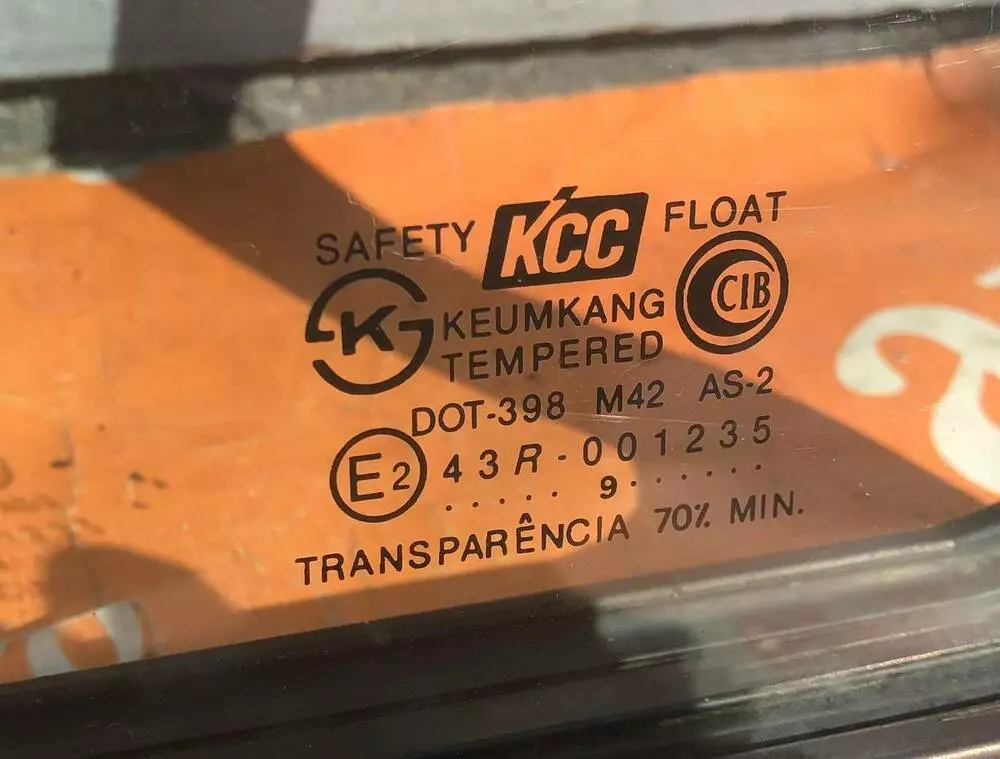 SAFETY KCC FLOAT
K KEUMKANG CIB
TEMPERED
DOT-398 M42 AS-2
E2 43R-001235
.....9......
TRANSPARÊNCIA 70% MIN.